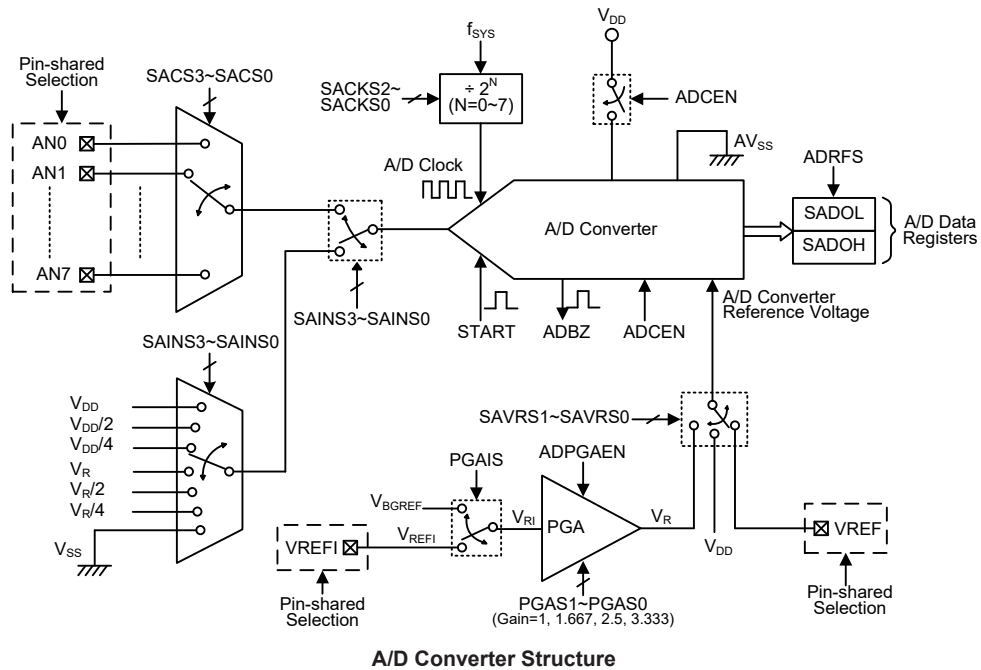 f_SYS
V_DD
Pin-shared
Selection
SACS3~SACS0
SACKS2~
SACKS0
÷ 2^N
(N=0~7)
ADCEN
AN0
AN1
AN7
A/D Clock
AV_SS
ADRFS
A/D Converter
SADOL
SADOH
A/D Data
Registers
SAINS3~SAINS0
START
ADBZ
ADCEN
A/D Converter
Reference Voltage
SAINS3~SAINS0
V_DD
V_DD/2
V_DD/4
V_R
V_R/2
V_R/4
V_SS
SAVRS1~SAVRS0
PGAIS
ADPGAEN
V_BGREF
V_REFI
VREFI
V_RI
PGA
V_R
V_DD
VREF
Pin-shared
Selection
PGAS1~PGAS0
(Gain=1, 1.667, 2.5, 3.333)
Pin-shared
Selection
A/D Converter Structure